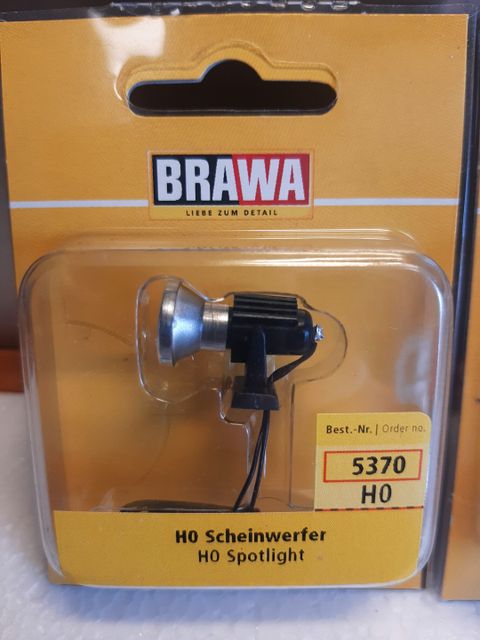 BRAWA
LIEBE ZUM DETAIL
Best.-Nr. | Order no.
5370
H0
H0 Scheinwerfer
H0 Spotlight